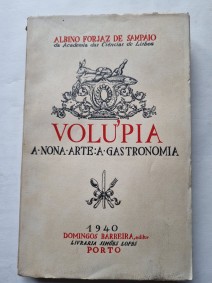 ALBINO FORJAZ DE SAMPAIO
da Academia das Ciências de Lisboa
VOLÚPIA
A·NONA·ARTE:A·GASTRONOMIA
1940
DOMINGOS BARREIRA, editor
LIVRARIA SIMÕES LOPES
PORTO